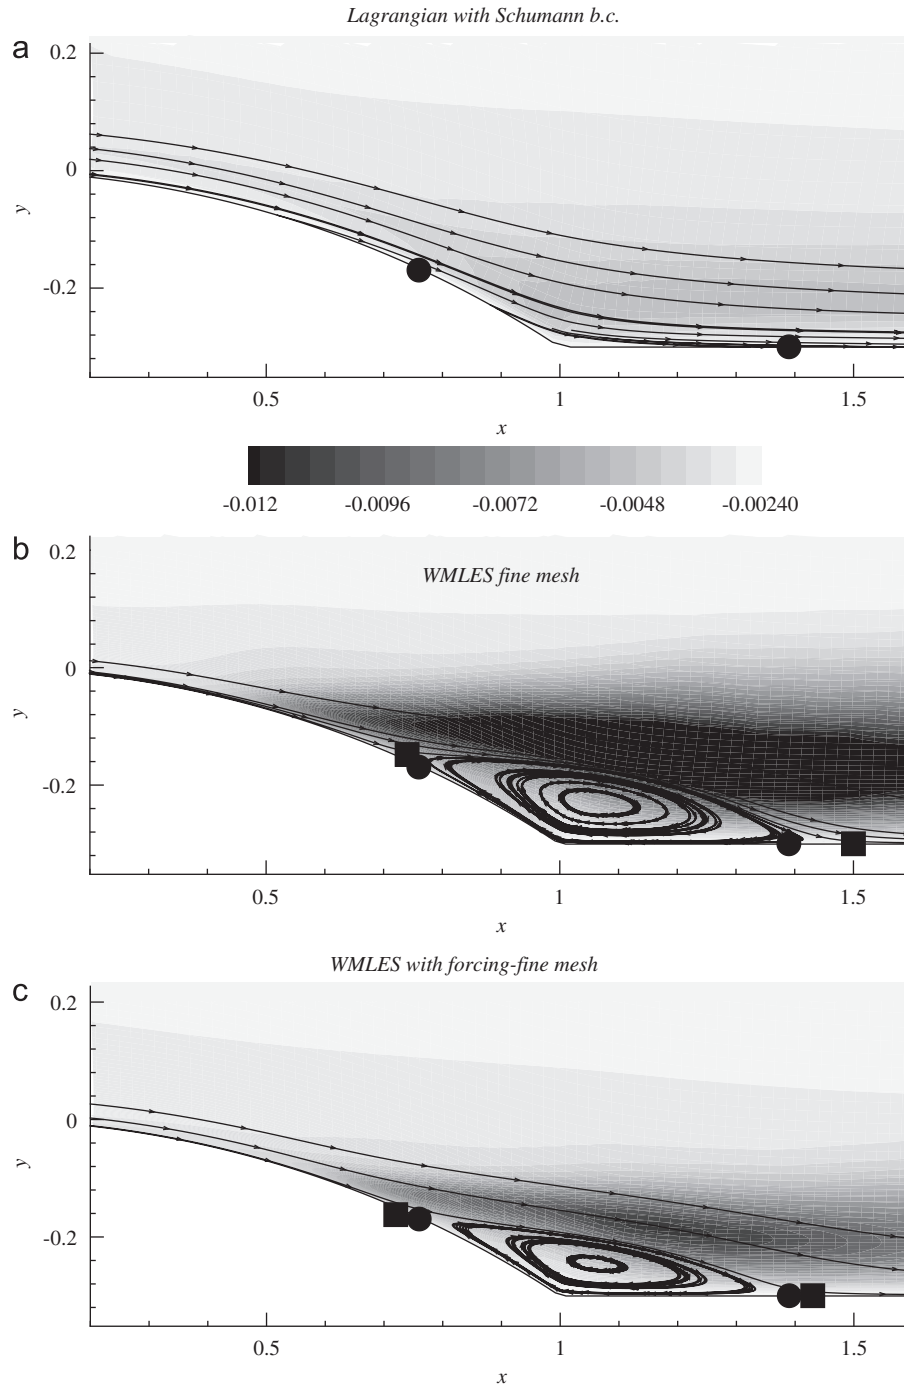 Lagrangian with Schumann b.c.
a
0.2
0
-0.2
y
0.5 1 1.5
x
-0.012 -0.0096 -0.0072 -0.0048 -0.00240
b
0.2
WMLES fine mesh
0
-0.2
y
0.5 1 1.5
x
WMLES with forcing-fine mesh
c
0.2
0
-0.2
y
0.5 1 1.5
x